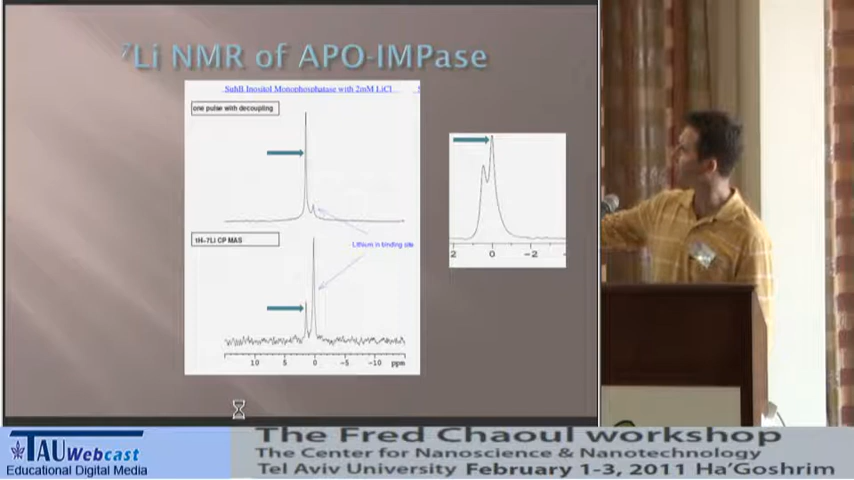 ⁷Li NMR of APO-IMPase
SuhB Inositol Monophosphatase with 2mM LiCl
one pulse with decoupling
Lithium in binding site
1H-7Li CP MAS
10 5 0 -5 -10 ppm
2 0 -2
TAU Webcast
Educational Digital Media
The Fred Chaoul workshop
The Center for Nanoscience & Nanotechnology
Tel Aviv University February 1-3, 2011 Ha'Goshrim